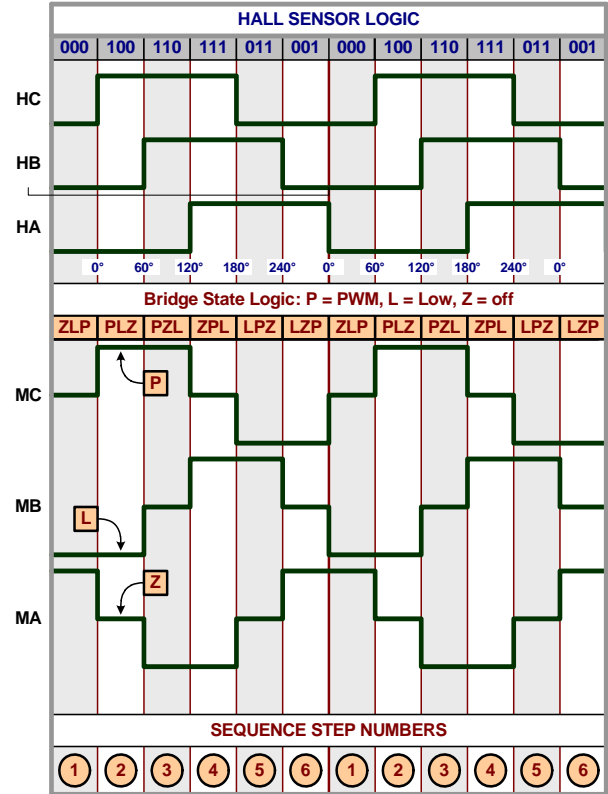 HALL SENSOR LOGIC
000 100 110 111 011 001 000 100 110 111 011 001
HC
HB
HA
0° 60° 120° 180° 240° 0° 60° 120° 180° 240° 0°
Bridge State Logic: P = PWM, L = Low, Z = off
ZLP PLZ PZL ZPL LPZ LZP ZLP PLZ PZL ZPL LPZ LZP
MC
P
MB
L
Z
MA
SEQUENCE STEP NUMBERS
1 2 3 4 5 6 1 2 3 4 5 6